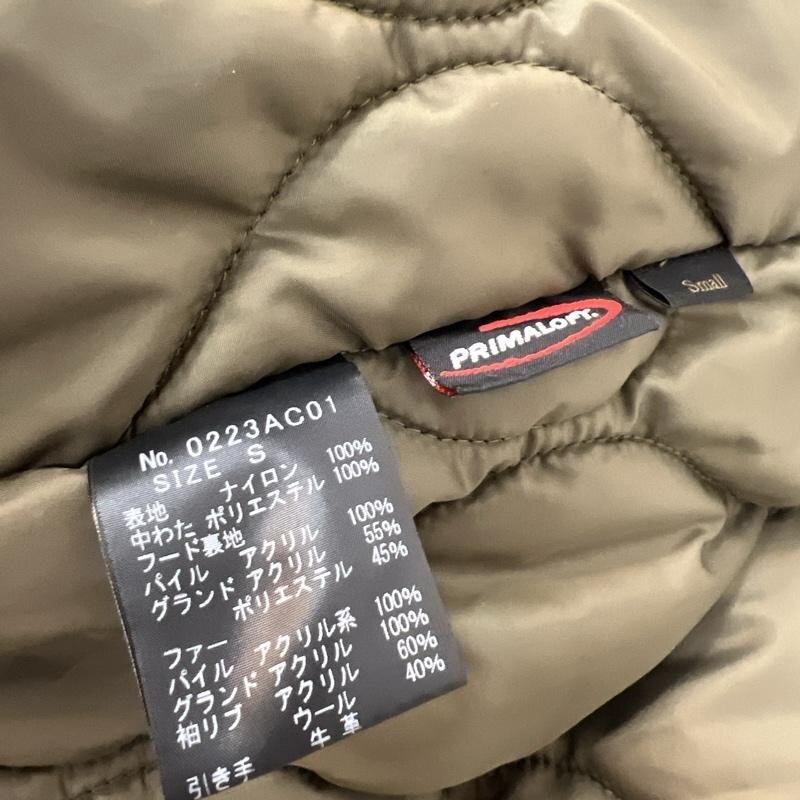 Small
PRIMALOFT.
No. 0223AC01
SIZE S
表地 ナイロン 100%
中わた ポリエステル 100%
フード裏地
パイル アクリル 100%
グランド アクリル 55%
ポリエステル 45%
ファー
パイル アクリル系 100%
グランド アクリル 100%
袖リブ アクリル 60%
ウール 40%
引き手 牛革